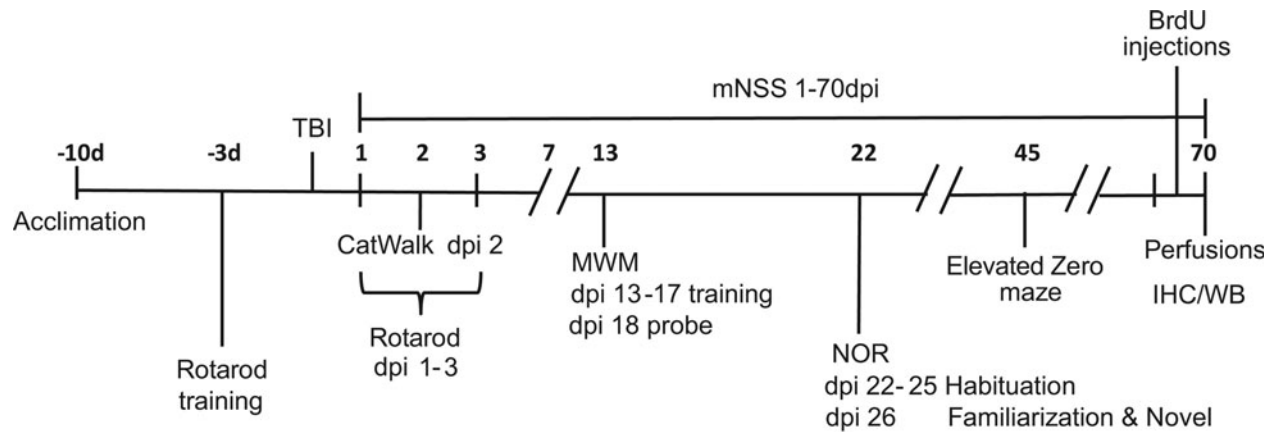 BrdU
injections
mNSS 1-70dpi
TBI
-10d -3d 1 2 3 7 13 22 45 70
Acclimation
CatWalk dpi 2
Rotarod
dpi 1-3
Rotarod
training
MWM
dpi 13-17 training
dpi 18 probe
NOR
dpi 22-25 Habituation
dpi 26 Familiarization & Novel
Elevated Zero
maze
Perfusions
IHC/WB